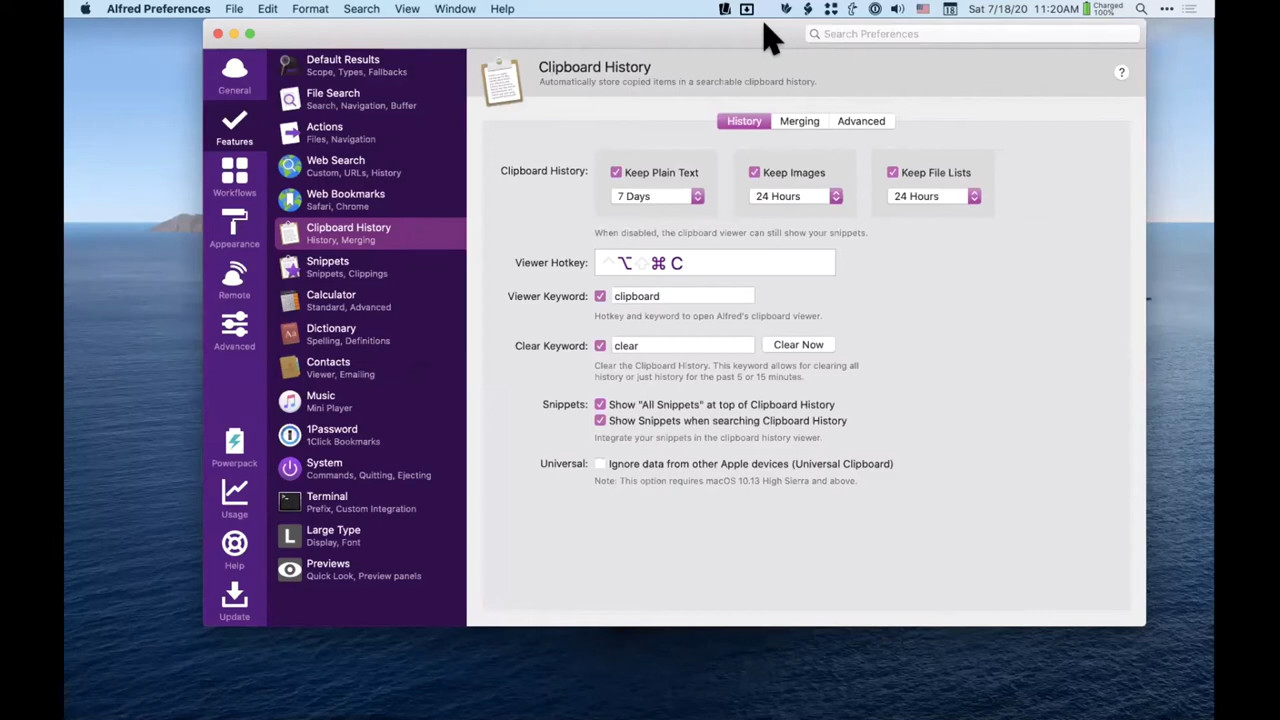 Alfred Preferences File Edit Format Search View Window Help
Sat 7/18/20 11:20AM Charged 100%
Search Preferences
General
Features
Workflows
Appearance
Remote
Advanced
Powerpack
Usage
Help
Update
Default Results
Scope, Types, Fallbacks
File Search
Search, Navigation, Buffer
Actions
Files, Navigation
Web Search
Custom, URLs, History
Web Bookmarks
Safari, Chrome
Clipboard History
History, Merging
Snippets
Snippets, Clippings
Calculator
Standard, Advanced
Dictionary
Spelling, Definitions
Contacts
Viewer, Emailing
Music
Mini Player
1Password
1Click Bookmarks
System
Commands, Quitting, Ejecting
Terminal
Prefix, Custom Integration
L
Large Type
Display, Font
Previews
Quick Look, Preview panels
Clipboard History
Automatically store copied items in a searchable clipboard history.
?
History Merging Advanced
Clipboard History: Keep Plain Text Keep Images Keep File Lists
7 Days 24 Hours 24 Hours
When disabled, the clipboard viewer can still show your snippets.
Viewer Hotkey: ^⌥⇧⌘ C
Viewer Keyword: clipboard
Hotkey and keyword to open Alfred's clipboard viewer.
Clear Keyword: clear Clear Now
Clear the Clipboard History. This keyword allows for clearing all
history or just history for the past 5 or 15 minutes.
Snippets: Show "All Snippets" at top of Clipboard History
Show Snippets when searching Clipboard History
Integrate your snippets in the clipboard history viewer.
Universal: Ignore data from other Apple devices (Universal Clipboard)
Note: This option requires macOS 10.13 High Sierra and above.